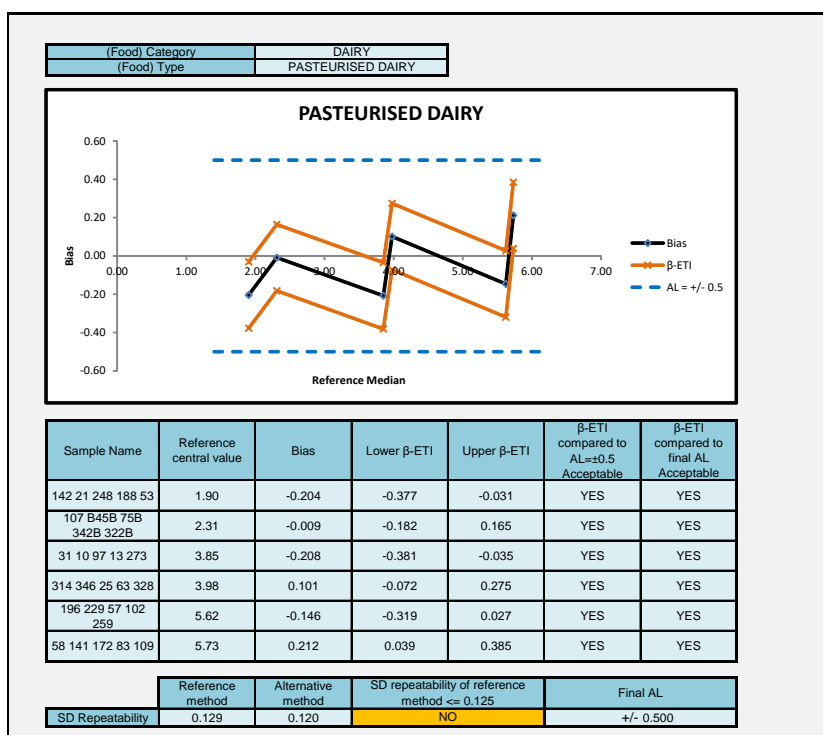 (Food) Category DAIRY
(Food) Type PASTEURISED DAIRY
PASTEURISED DAIRY
0.60
0.40
0.20
0.00
-0.20
-0.40
-0.60
0.00 1.00 2.00 3.00 4.00 5.00 6.00 7.00
Bias
Reference Median
Bias
β-ETI
AL = +/- 0.5
Sample Name Reference central value Bias Lower β-ETI Upper β-ETI β-ETI compared to AL=±0.5 Acceptable β-ETI compared to final AL Acceptable
142 21 248 188 53 1.90 -0.204 -0.377 -0.031 YES YES
107 B45B 75B 342B 322B 2.31 -0.009 -0.182 0.165 YES YES
31 10 97 13 273 3.85 -0.208 -0.381 -0.035 YES YES
314 346 25 63 328 3.98 0.101 -0.072 0.275 YES YES
196 229 57 102 259 5.62 -0.146 -0.319 0.027 YES YES
58 141 172 83 109 5.73 0.212 0.039 0.385 YES YES
Reference method Alternative method SD repeatability of reference method <= 0.125 Final AL
SD Repeatability 0.129 0.120 NO +/- 0.500